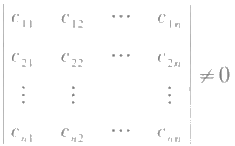 c₁₁ c₁₂ ⋯ c₁ₙ
c₂₁ c₂₂ ⋯ c₂ₙ
⋮ ⋮ ⋮ ≠0
cₙ₁ cₙ₂ ⋯ cₙₙ